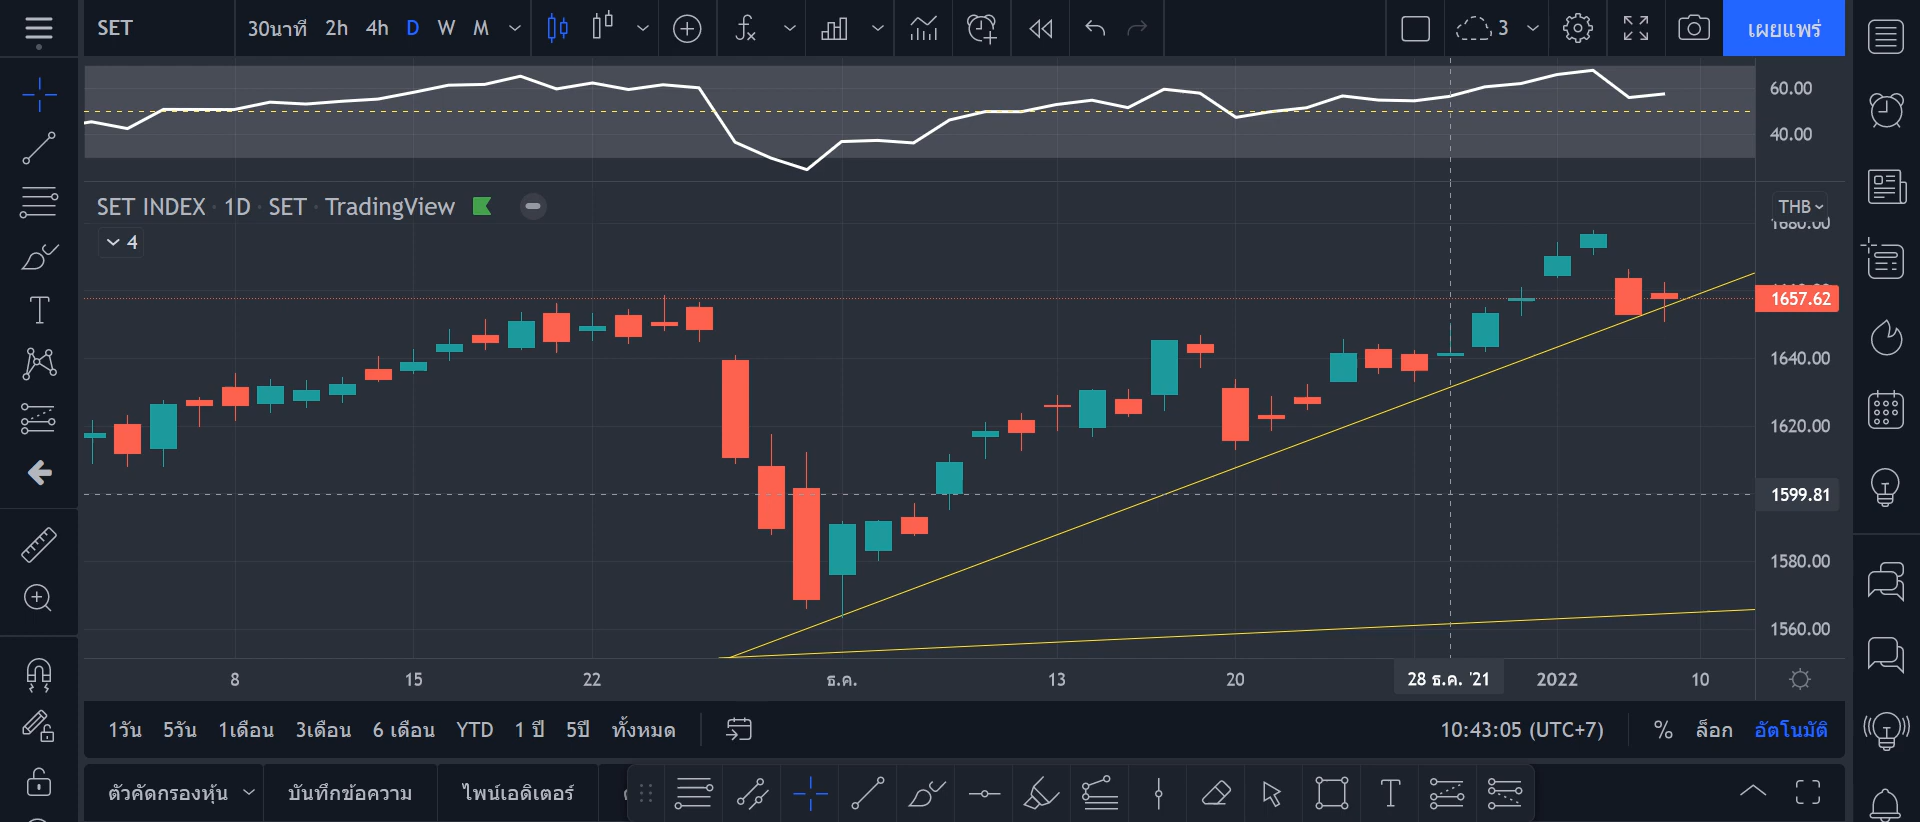 SET 30นาที 2h 4h D W M fx 3 เผยแพร่
60.00
40.00
SET INDEX · 1D · SET · TradingView
THB
1680.00
4
1657.62
1640.00
1620.00
1599.81
1580.00
1560.00
8 15 22 ธ.ค. 13 20 28 ธ.ค. '21 2022 10
1วัน 5วัน 1เดือน 3เดือน 6 เดือน YTD 1 ปี 5ปี ทั้งหมด 10:43:05 (UTC+7) % ล็อก อัตโนมัติ
ตัวคัดกรองหุ้น บันทึกข้อความ ไพน์เอดิเตอร์